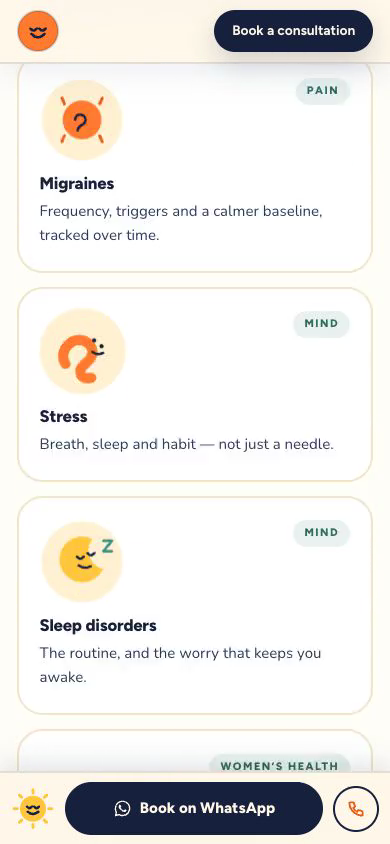 Book a consultation
PAIN
Migraines
Frequency, triggers and a calmer baseline,
tracked over time.
MIND
Stress
Breath, sleep and habit — not just a needle.
MIND
Z
Sleep disorders
The routine, and the worry that keeps you
awake.
WOMEN'S HEALTH
Book on WhatsApp